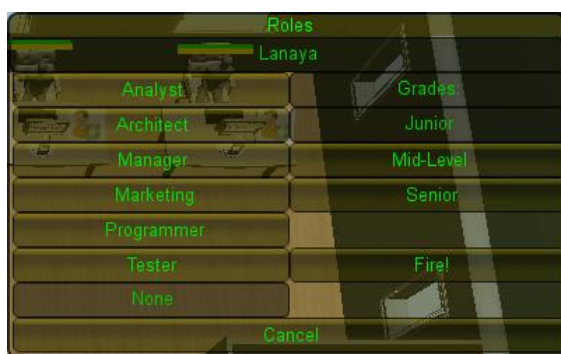 Roles
Lanaya
Analyst
Grades:
Architect
Junior
Manager
Mid-Level
Marketing
Senior
Programmer
Tester
Fire!
None
Cancel